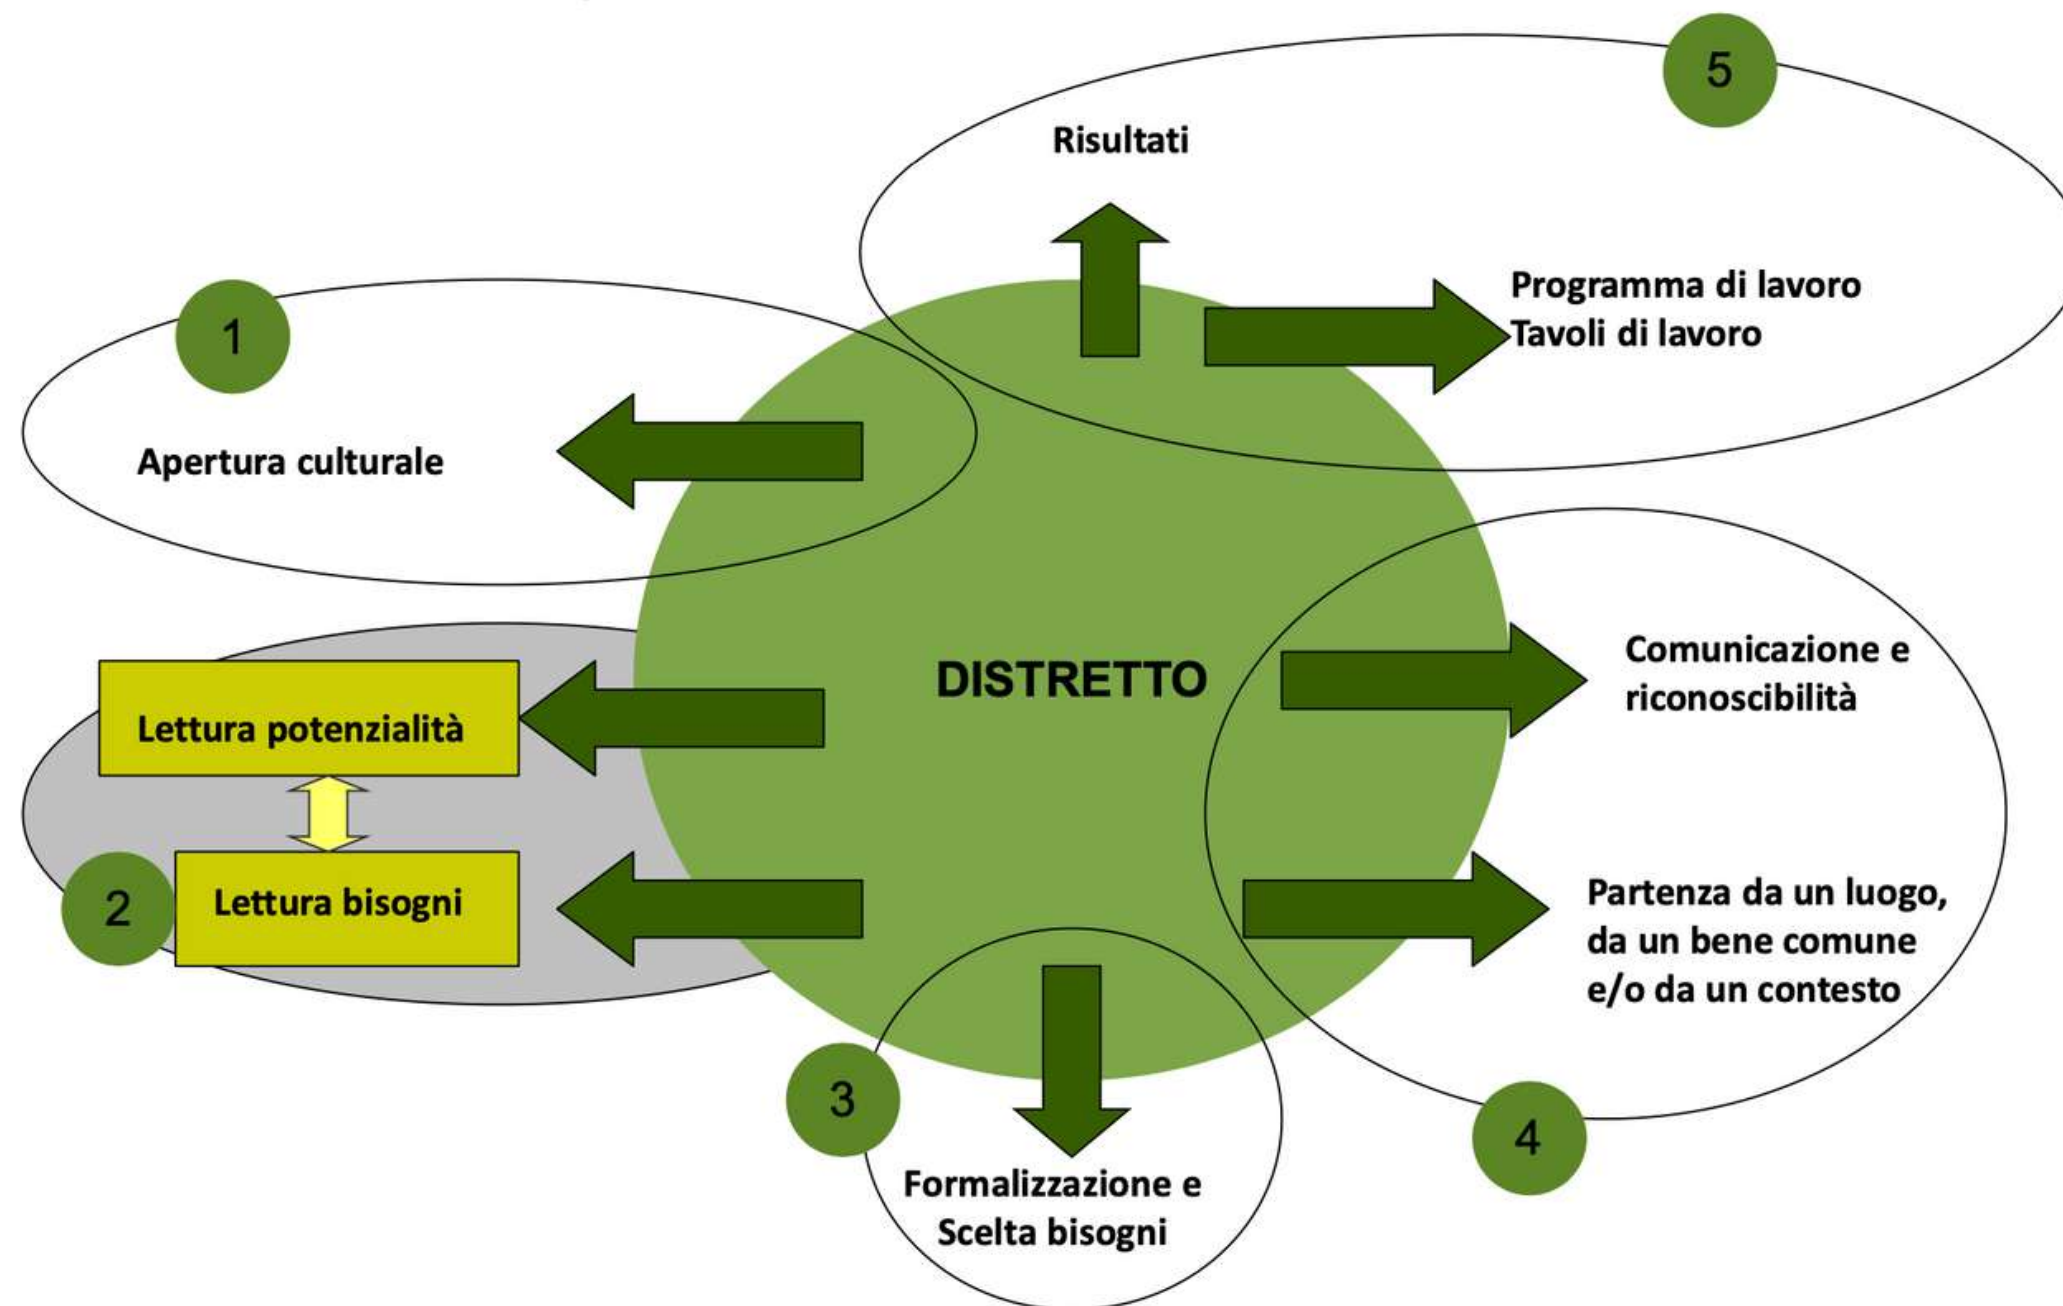 5
Risultati
Programma di lavoro
Tavoli di lavoro
1
Apertura culturale
DISTRETTO
Comunicazione e
riconoscibilità
Lettura potenzialità
2
Lettura bisogni
Partenza da un luogo,
da un bene comune
e/o da un contesto
3
Formalizzazione e
Scelta bisogni
4